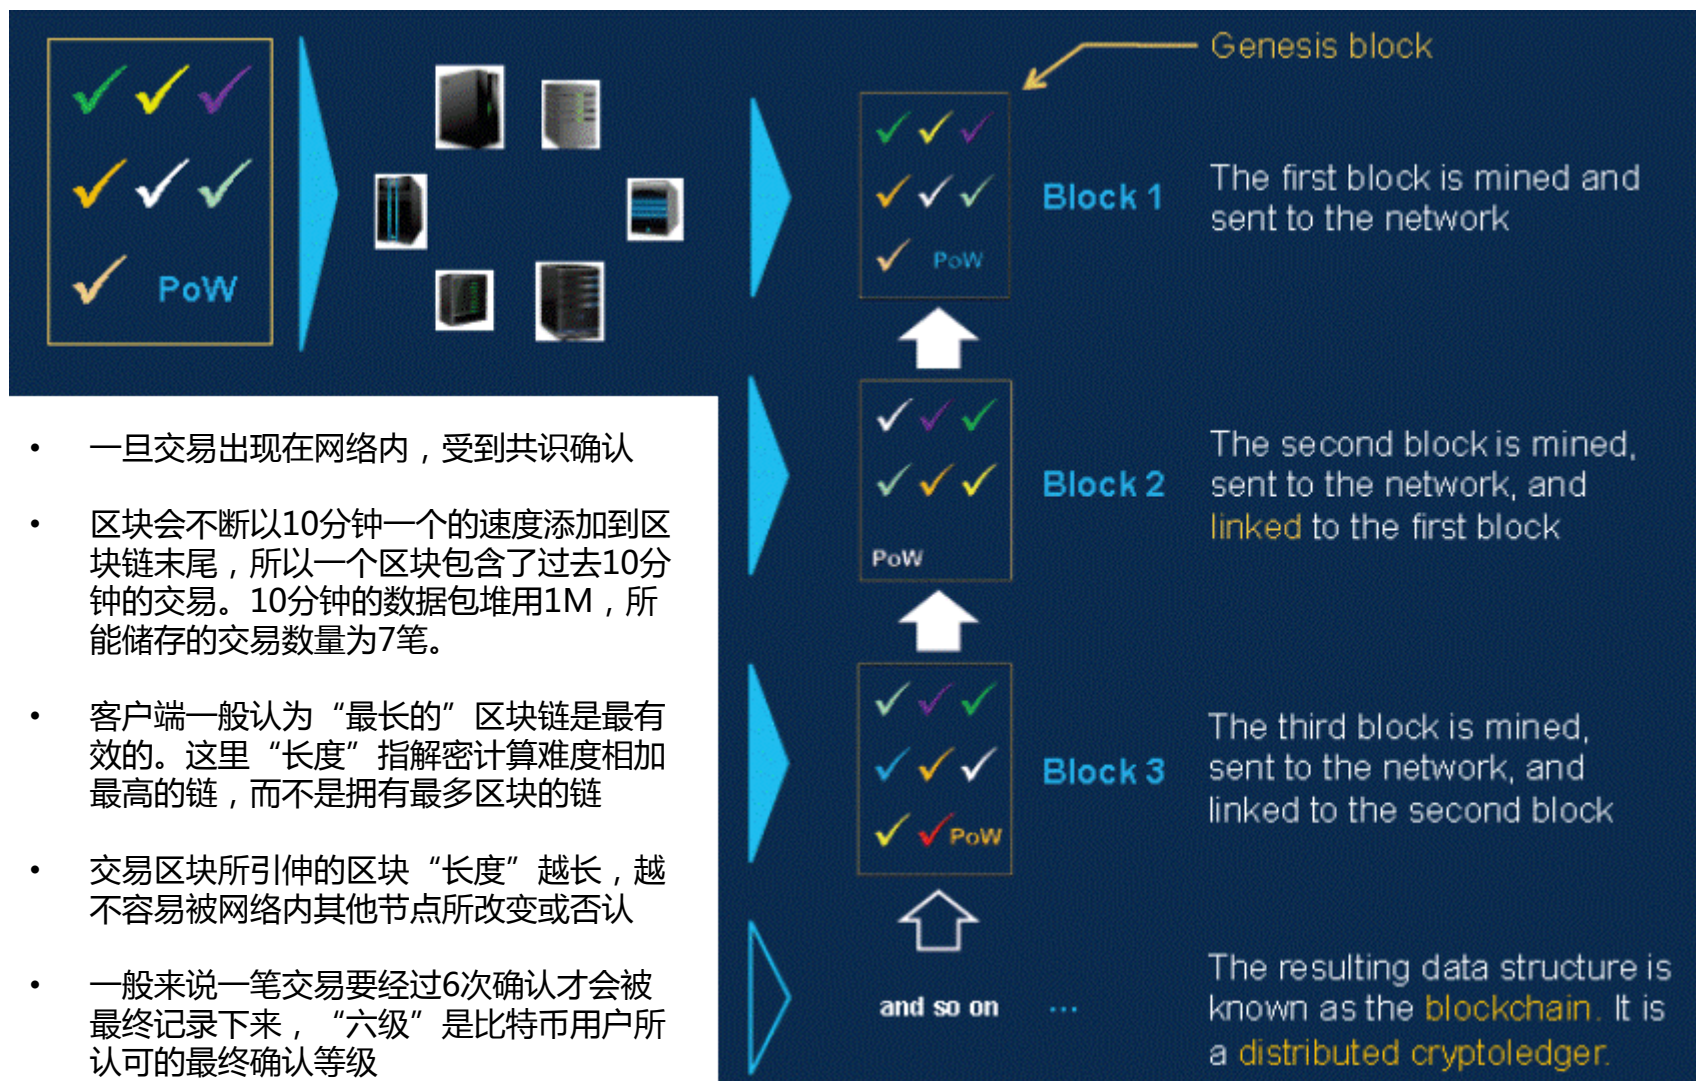 PoW
Genesis block
PoW
Block 1
The first block is mined and
sent to the network
PoW
Block 2
The second block is mined,
sent to the network, and
linked to the first block
PoW
Block 3
The third block is mined,
sent to the network, and
linked to the second block
and so on ...
The resulting data structure is
known as the blockchain. It is
a distributed cryptoledger.
• 一旦交易出现在网络内，受到共识确认
• 区块会不断以10分钟一个的速度添加到区
块链末尾，所以一个区块包含了过去10分
钟的交易。10分钟的数据包堆用1M，所
能储存的交易数量为7笔。
• 客户端一般认为“最长的”区块链是最有
效的。这里“长度”指解密计算难度相加
最高的链，而不是拥有最多区块的链
• 交易区块所引伸的区块“长度”越长，越
不容易被网络内其他节点所改变或否认
• 一般来说一笔交易要经过6次确认才会被
最终记录下来，“六级”是比特币用户所
认可的最终确认等级